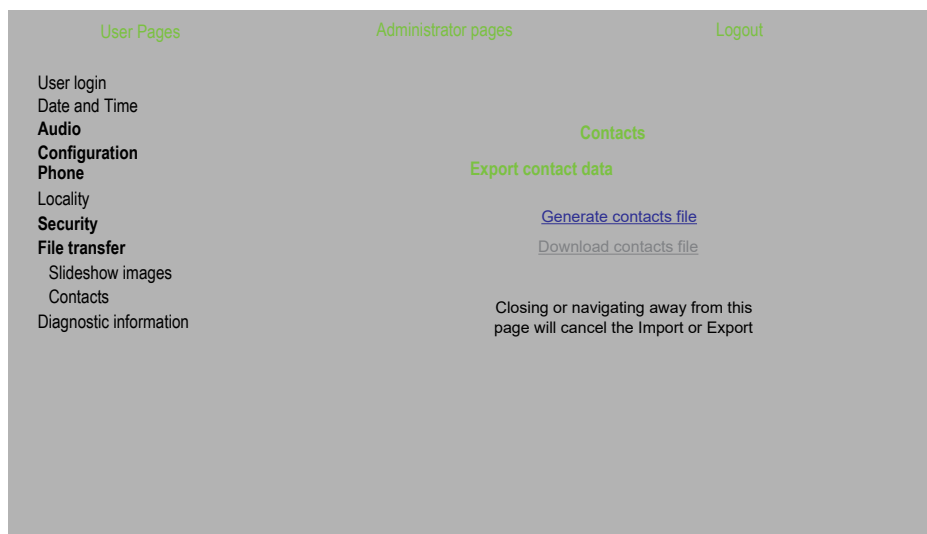 User Pages
Administrator pages
Logout
User login
Date and Time
Audio
Configuration
Phone
Locality
Security
File transfer
Slideshow images
Contacts
Diagnostic information
Contacts
Export contact data
Generate contacts file
Download contacts file
Closing or navigating away from this
page will cancel the Import or Export